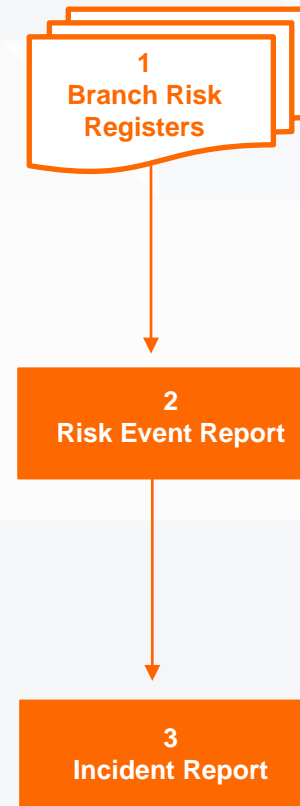 1
Branch Risk
Registers
2
Risk Event Report
3
Incident Report